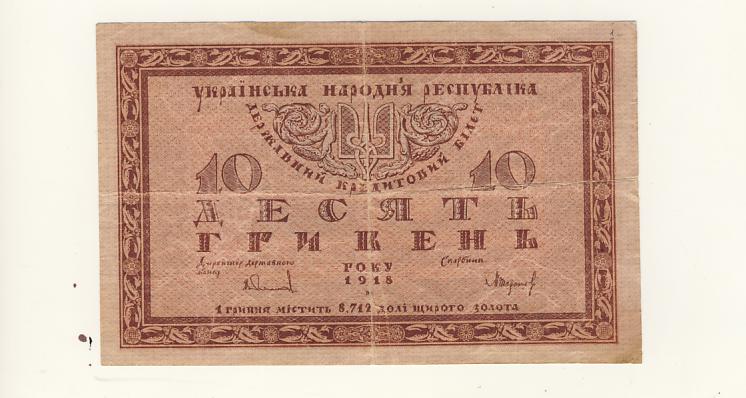 УКРАЇНСЬКА НАРОДНЯ РЕСПУБЛІКА
ДЕРЖАВНИЙ КРЕДИТОВИЙ БІЛЕТ
10 10
ДЕСЯТЬ
ГРИВЕНЬ
Директор Державного Скарбник
банку
РОКУ
1918
1 гривня містить 8,712 долі щирого золота